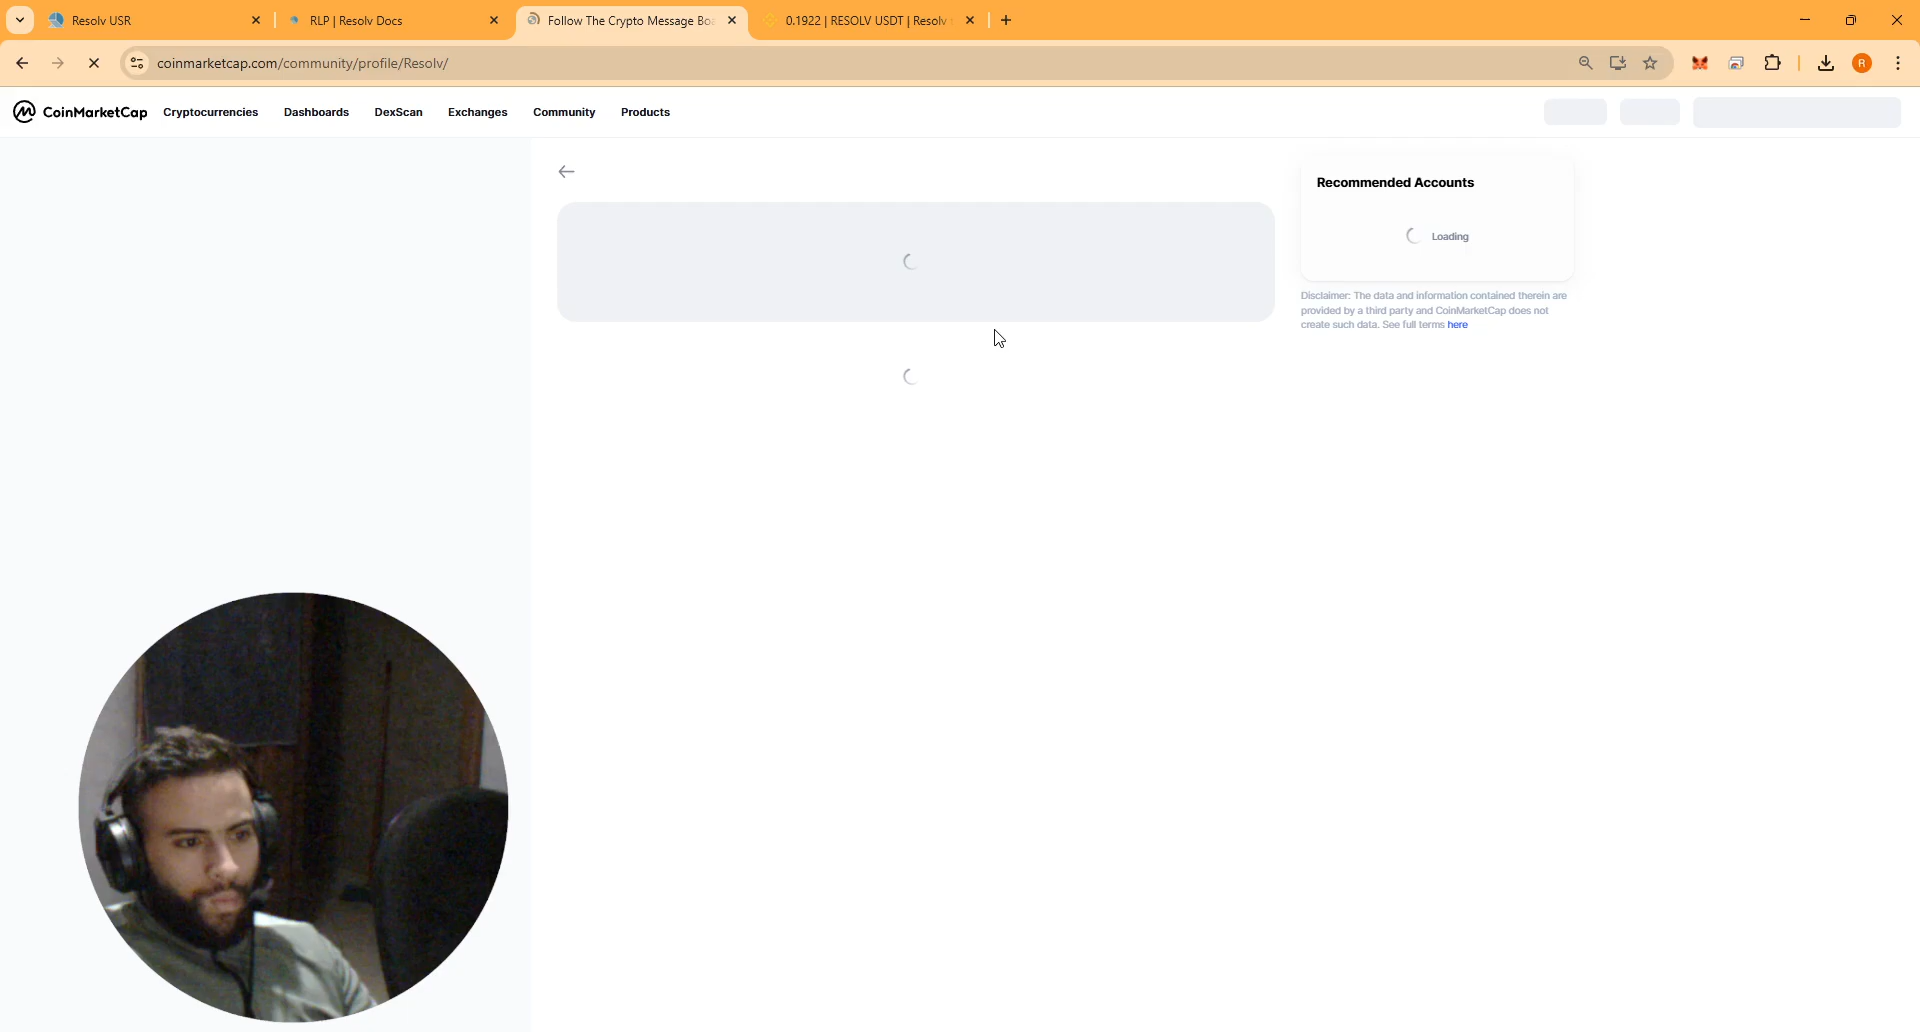 Resolv USR
RLP | Resolv Docs
Follow The Crypto Message Bo
0.1922 | RESOLV USDT | Resolv
coinmarketcap.com/community/profile/Resolv/
R
CoinMarketCap
Cryptocurrencies
Dashboards
DexScan
Exchanges
Community
Products
Recommended Accounts
Loading
Disclaimer: The data and information contained therein are
provided by a third party and CoinMarketCap does not
create such data. See full terms here